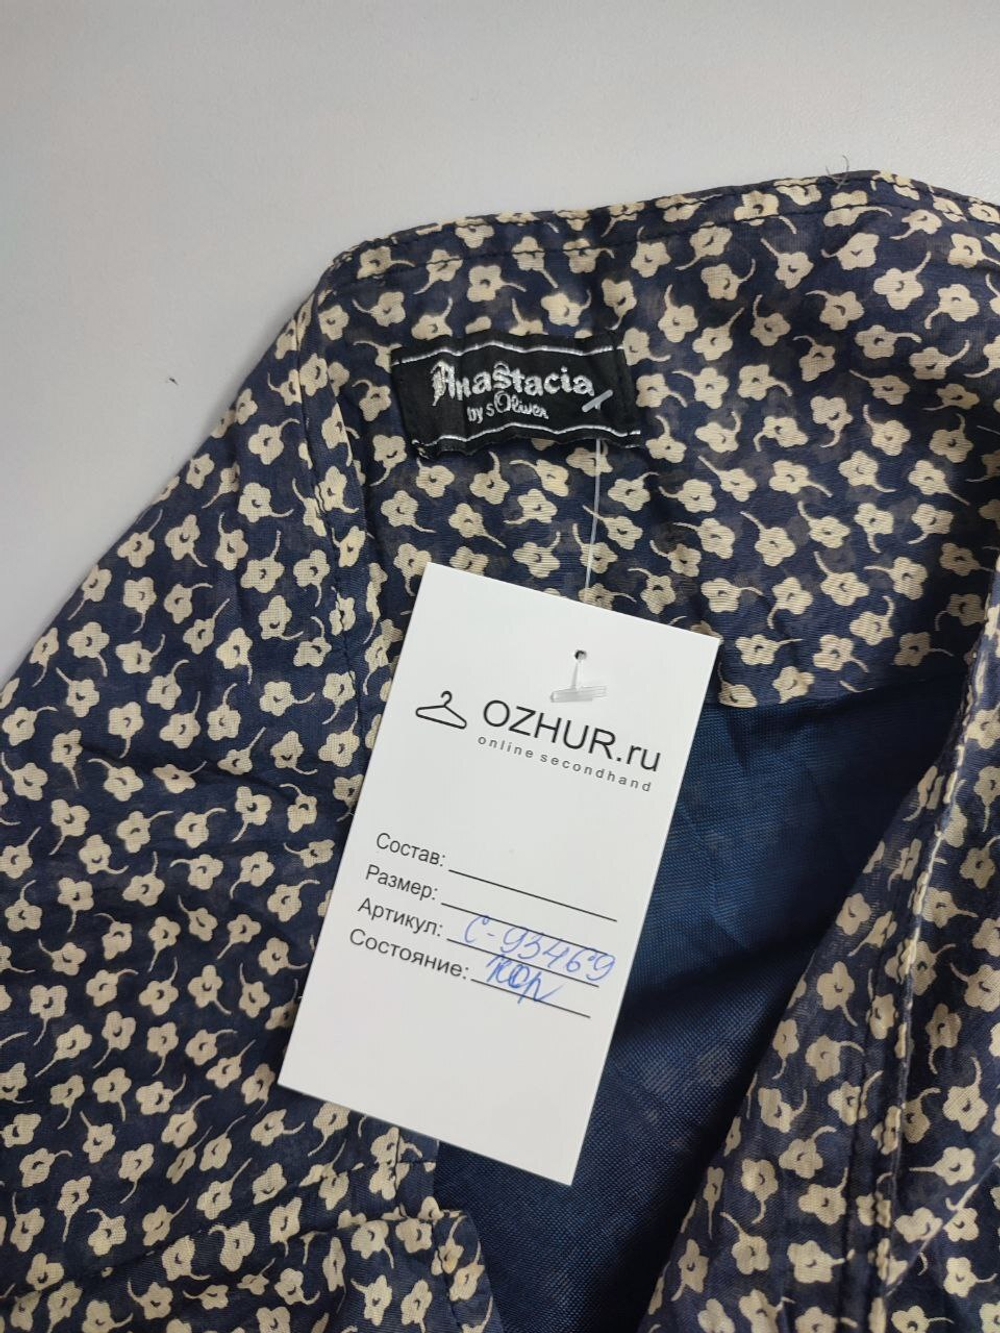 Anastacia
by s.Oliver
OZHUR.ru
online secondhand
Состав:
Размер:
Артикул: С-93469
Состояние: хор